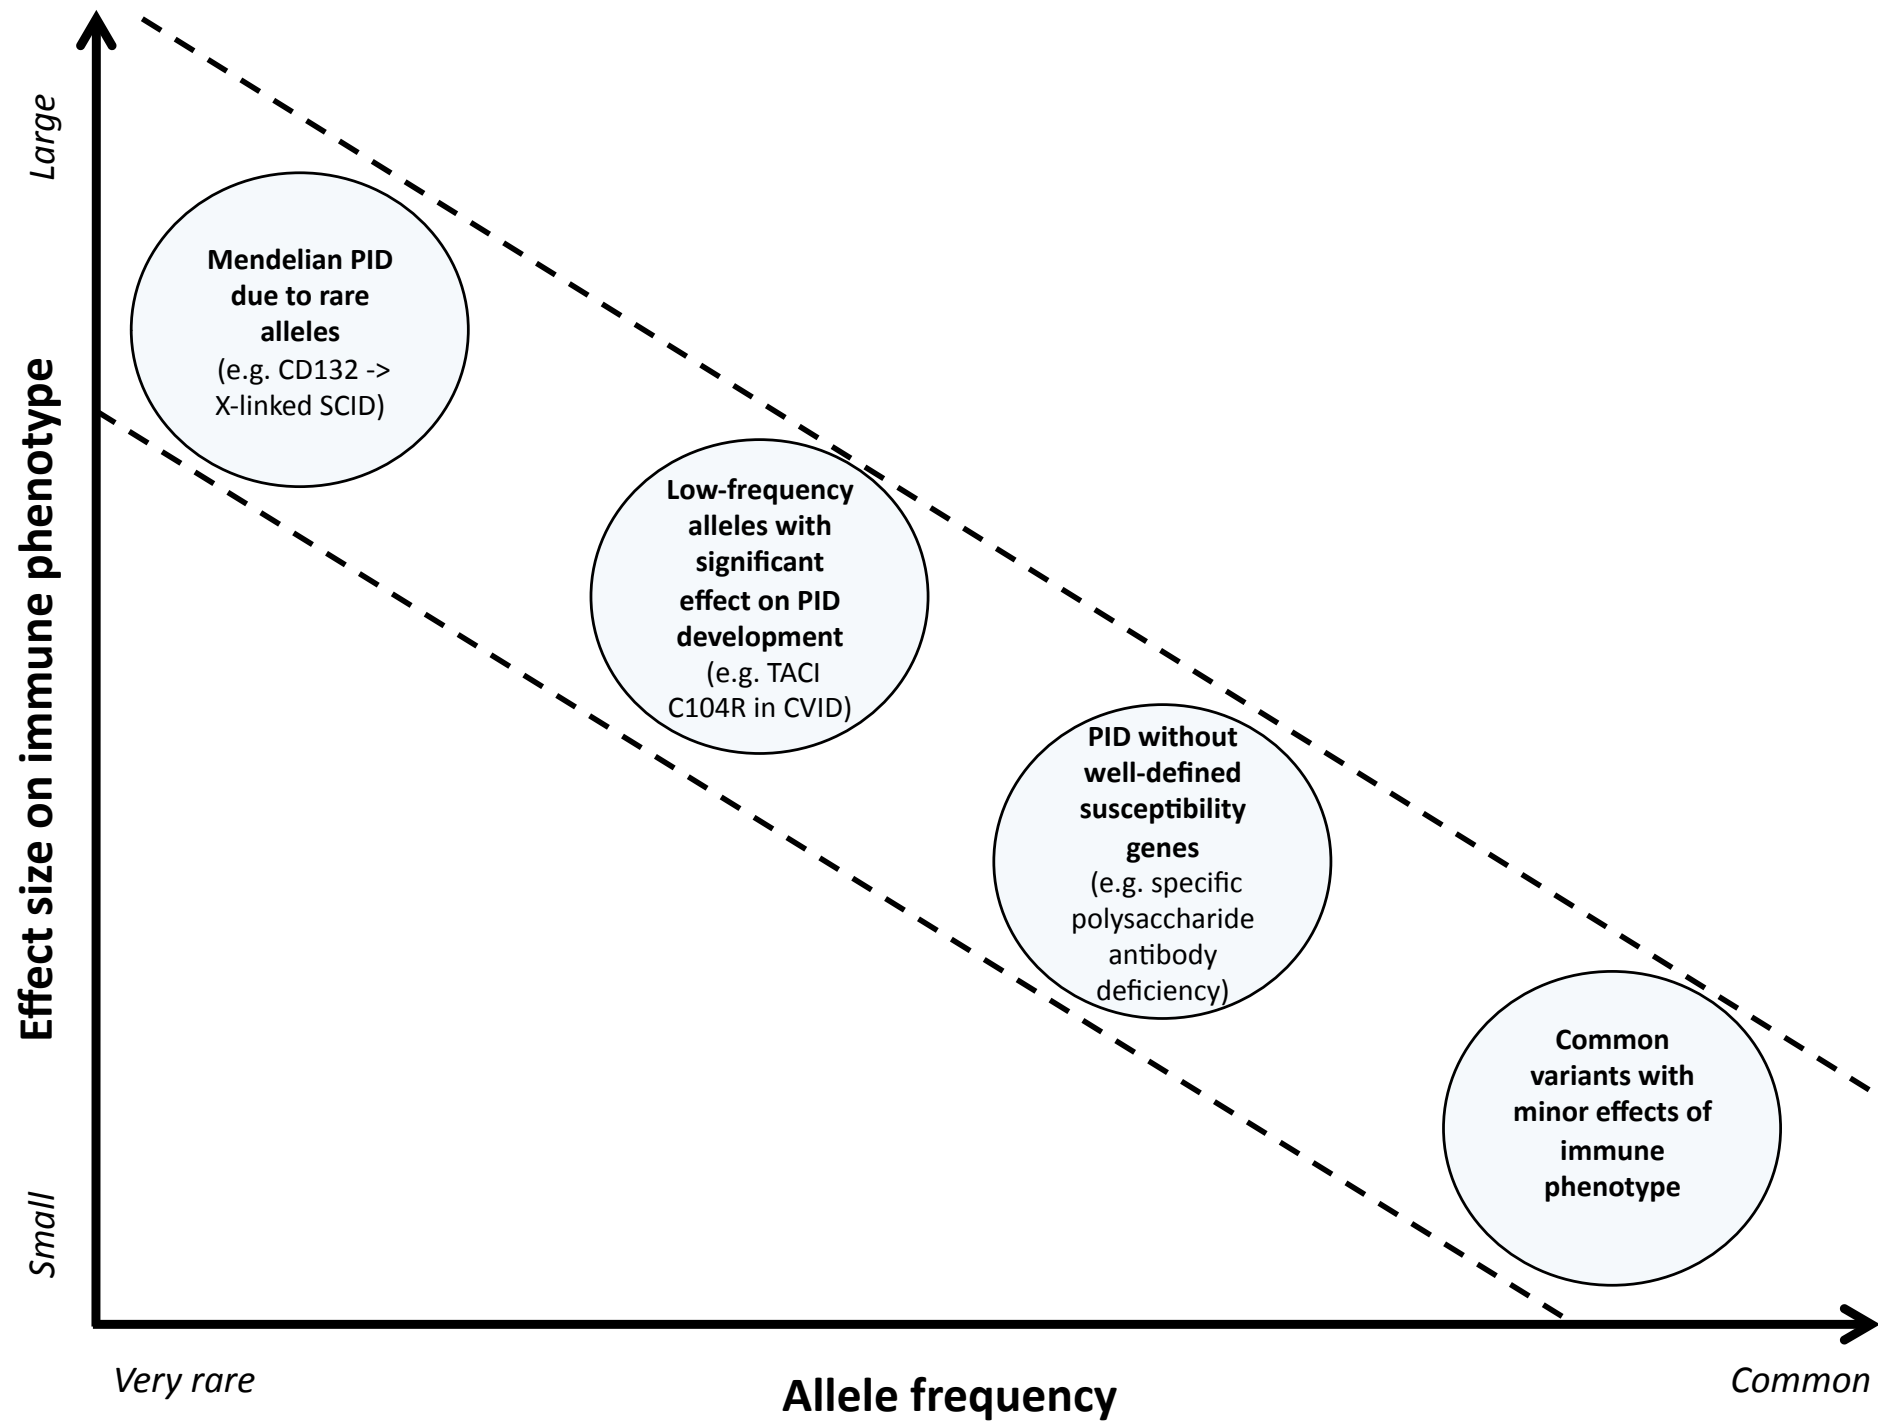 Large
Effect size on immune phenotype
Small
Mendelian PID
due to rare
alleles
(e.g. CD132 ->
X-linked SCID)
Low-frequency
alleles with
significant
effect on PID
development
(e.g. TACI
C104R in CVID)
PID without
well-defined
susceptibility
genes
(e.g. specific
polysaccharide
antibody
deficiency)
Common
variants with
minor effects of
immune
phenotype
Very rare
Allele frequency
Common